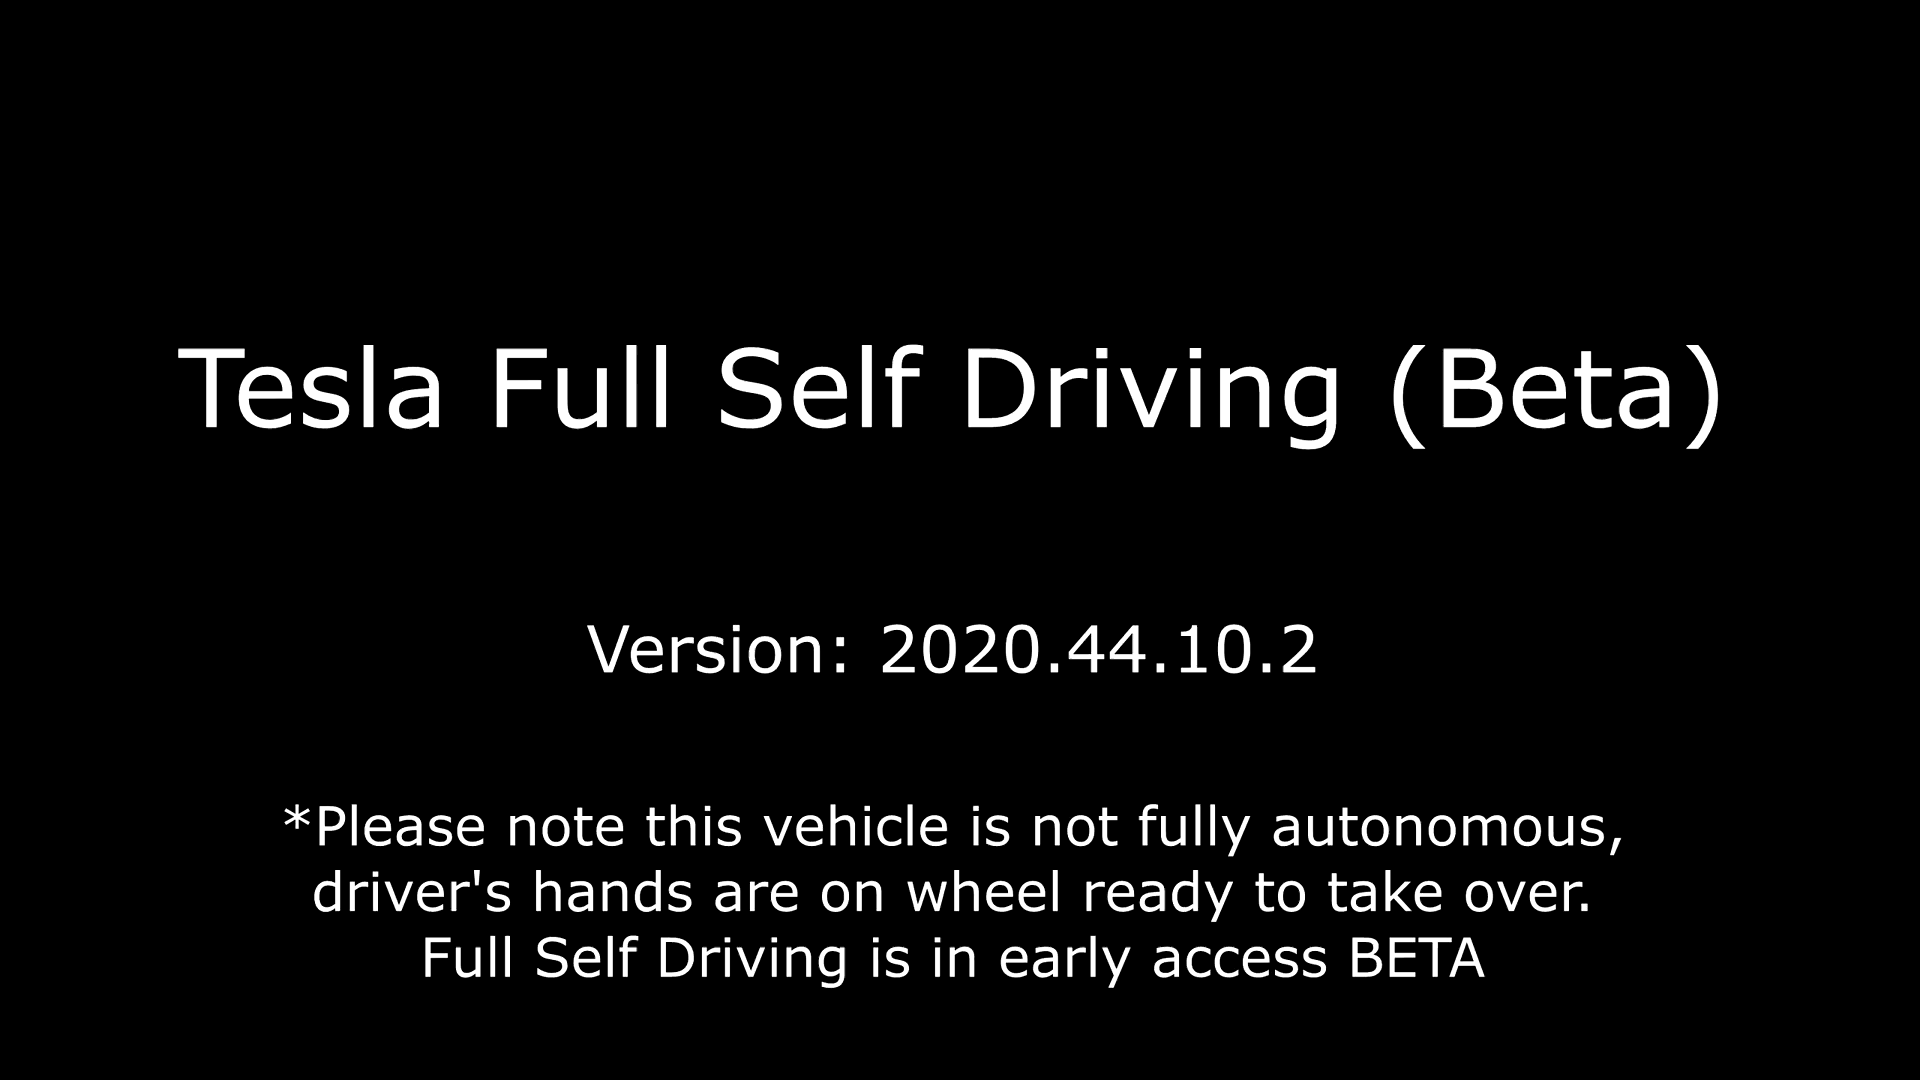 Tesla Full Self Driving (Beta)
Version: 2020.44.10.2
*Please note this vehicle is not fully autonomous,
driver's hands are on wheel ready to take over.
Full Self Driving is in early access BETA